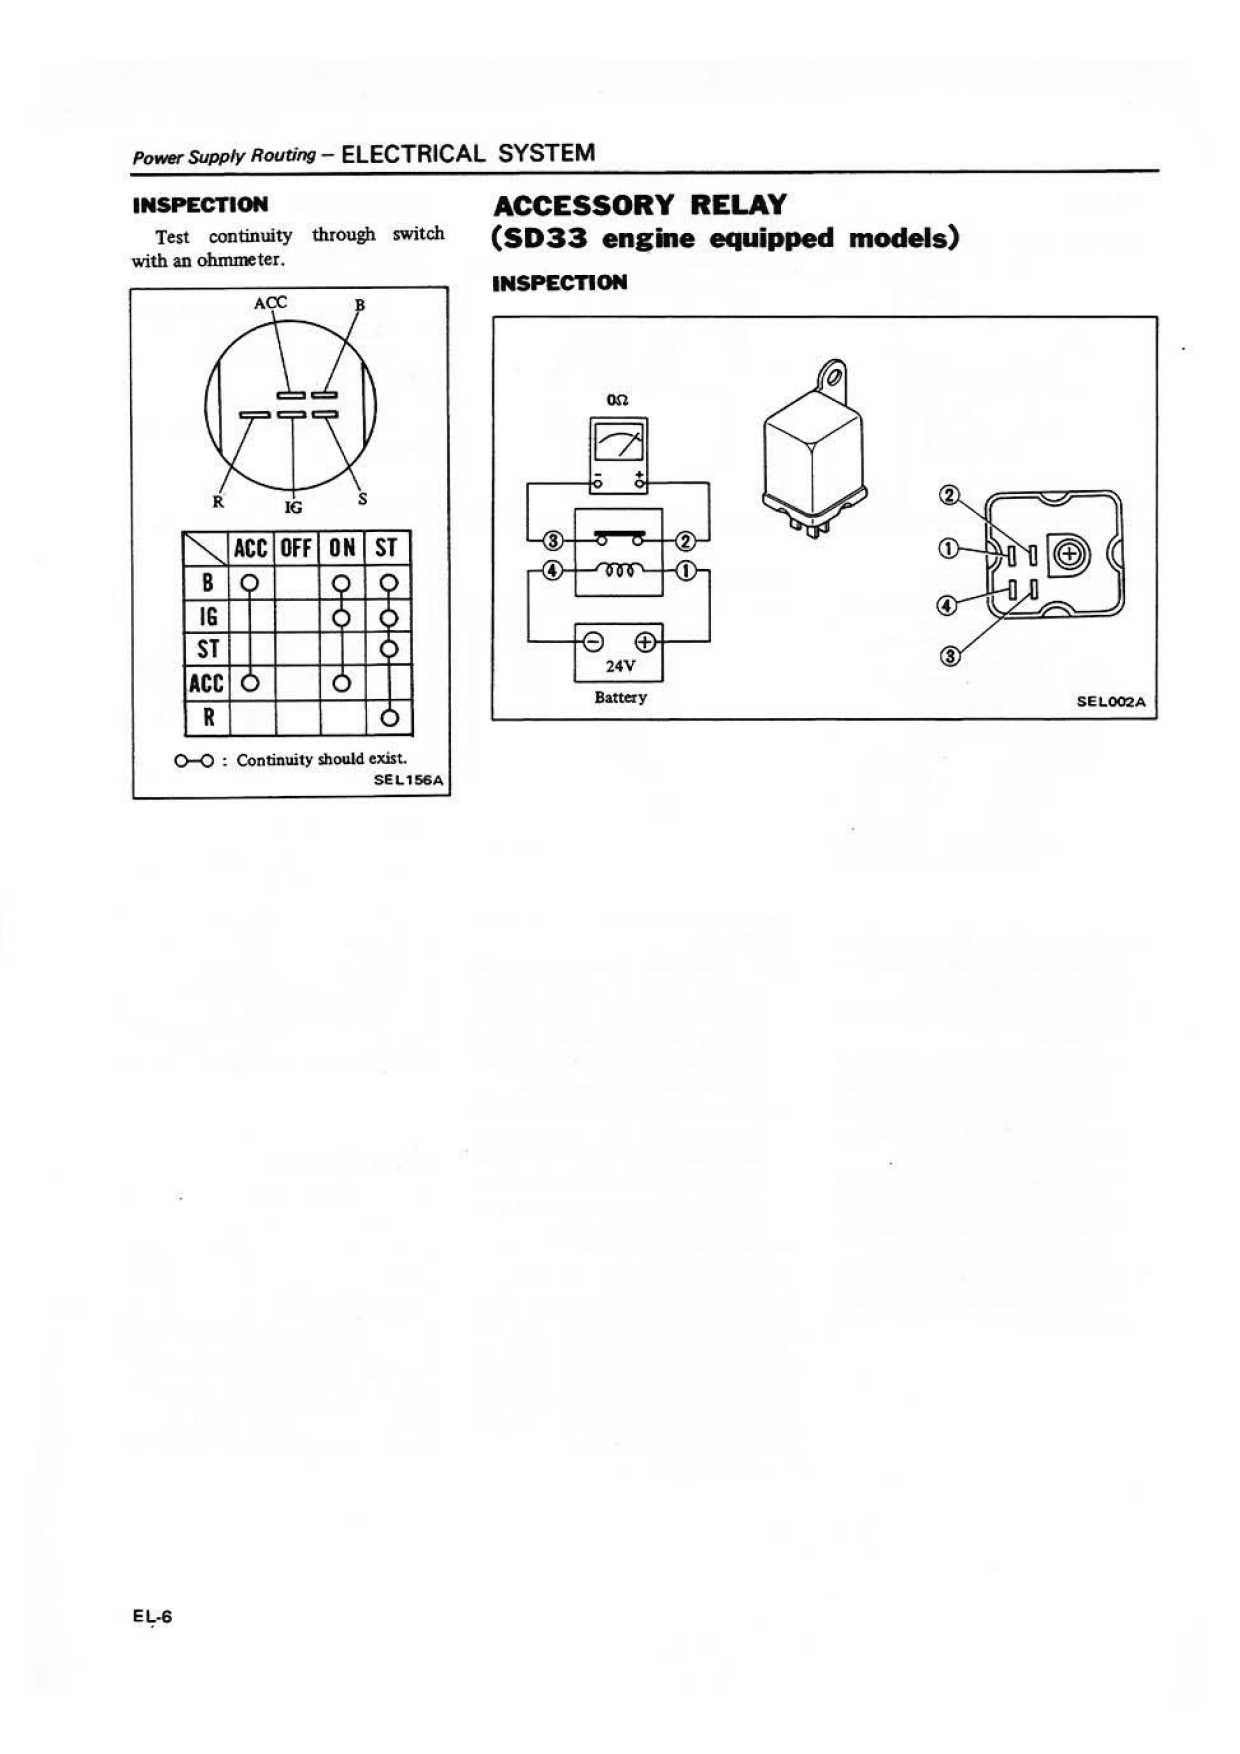 Power Supply Routing – ELECTRICAL SYSTEM
INSPECTION
Test continuity through switch
with an ohmmeter.
ACC B
R IG S
ACC OFF ON ST
B
IG
ST
ACC
R
: Continuity should exist.
SEL156A
ACCESSORY RELAY
(SD33 engine equipped models)
INSPECTION
0Ω
- +
③ ②
④ ①
− +
24V
Battery
②
①
④
③
SEL002A
EL-6